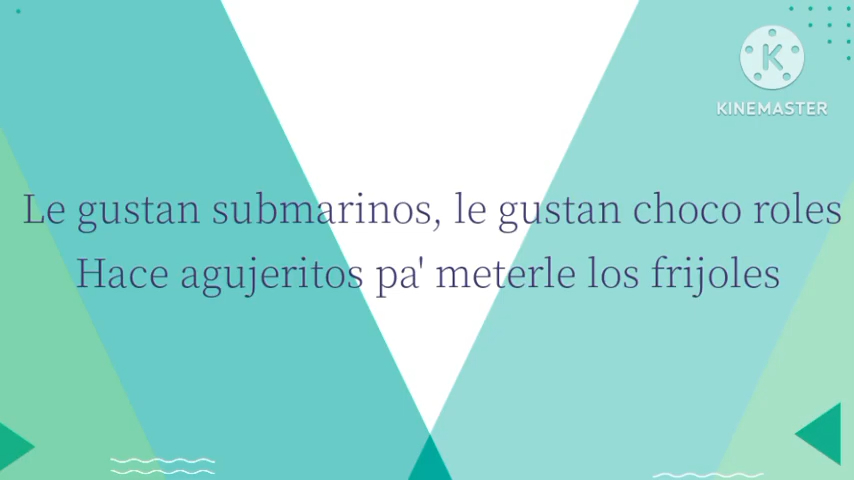 KINEMASTER
Le gustan submarinos, le gustan choco roles
Hace agujeritos pa' meterle los frijoles